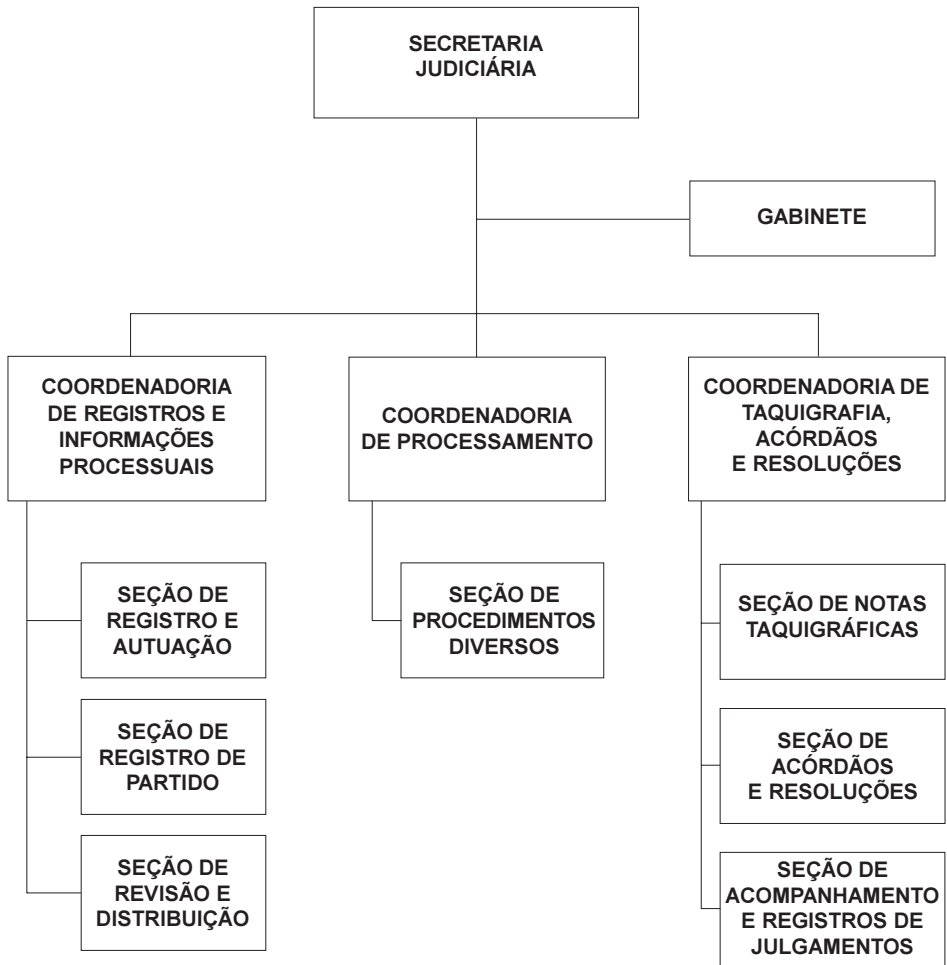 SECRETARIA
JUDICIÁRIA
GABINETE
COORDENADORIA
DE REGISTROS E
INFORMAÇÕES
PROCESSUAIS
COORDENADORIA
DE PROCESSAMENTO
COORDENADORIA DE
TAQUIGRAFIA,
ACÓRDÃOS
E RESOLUÇÕES
SEÇÃO DE
REGISTRO E
AUTUAÇÃO
SEÇÃO DE
REGISTRO DE
PARTIDO
SEÇÃO DE
REVISÃO E
DISTRIBUIÇÃO
SEÇÃO DE
PROCEDIMENTOS
DIVERSOS
SEÇÃO DE NOTAS
TAQUIGRÁFICAS
SEÇÃO DE
ACÓRDÃOS
E RESOLUÇÕES
SEÇÃO DE
ACOMPANHAMENTO
E REGISTROS DE
JULGAMENTOS